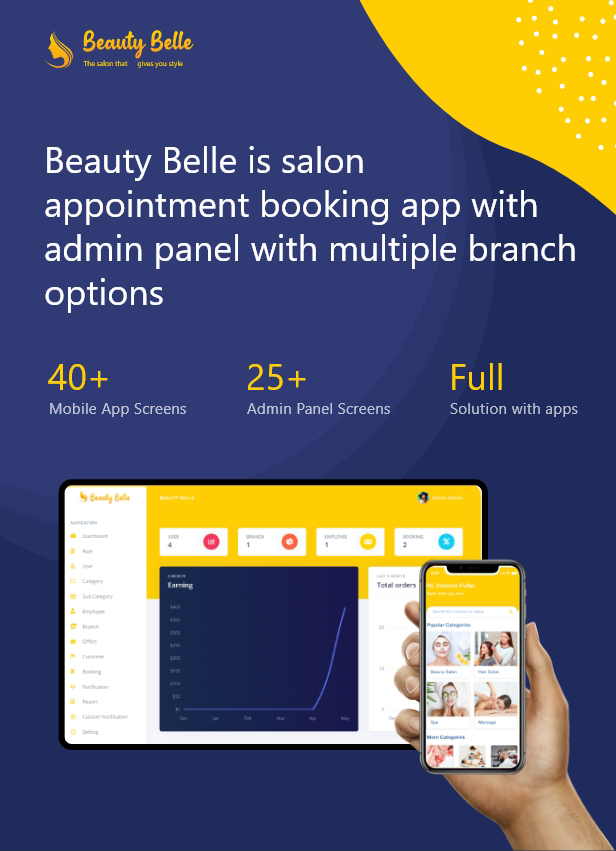 Beauty Belle
The salon that gives you style
Beauty Belle is salon
appointment booking app with
admin panel with multiple branch
options
40+
Mobile App Screens
25+
Admin Panel Screens
Full
Solution with apps
Beauty Belle
BEAUTY BELLE
NAVIGATION
Dashboard
Role
User
Category
Sub Category
Employee
Branch
Offers
Customer
Booking
Notification
Report
Custom Notification
Setting
USER
4
BRANCH
1
EMPLOYEE
1
BOOKING
2
Earning
$400
$350
$300
$250
$200
$150
$100
$50
$0
Dec
Jan
Feb
Mar
Apr
May
Total orders
20
0
Hi, Victoria Fuller
Popular Categories
Beauty Salon
Hair Salon
Spa
Massage
More Categories